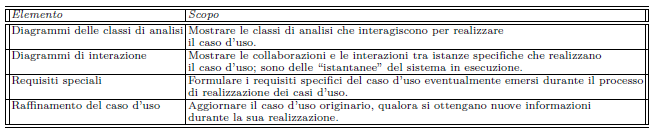 Elemento Scopo
Diagrammi delle classi di analisi Mostrare le classi di analisi che interagiscono per realizzare
il caso d'uso.
Diagrammi di interazione Mostrare le collaborazioni e le interazioni tra istanze specifiche che realizzano
il caso d'uso; sono delle “istantanee” del sistema in esecuzione.
Requisiti speciali Formulare i requisiti specifici del caso d'uso eventualmente emersi durante il processo
di realizzazione dei casi d'uso.
Raffinamento del caso d'uso Aggiornare il caso d'uso originario, qualora si ottengano nuove informazioni
durante la sua realizzazione.